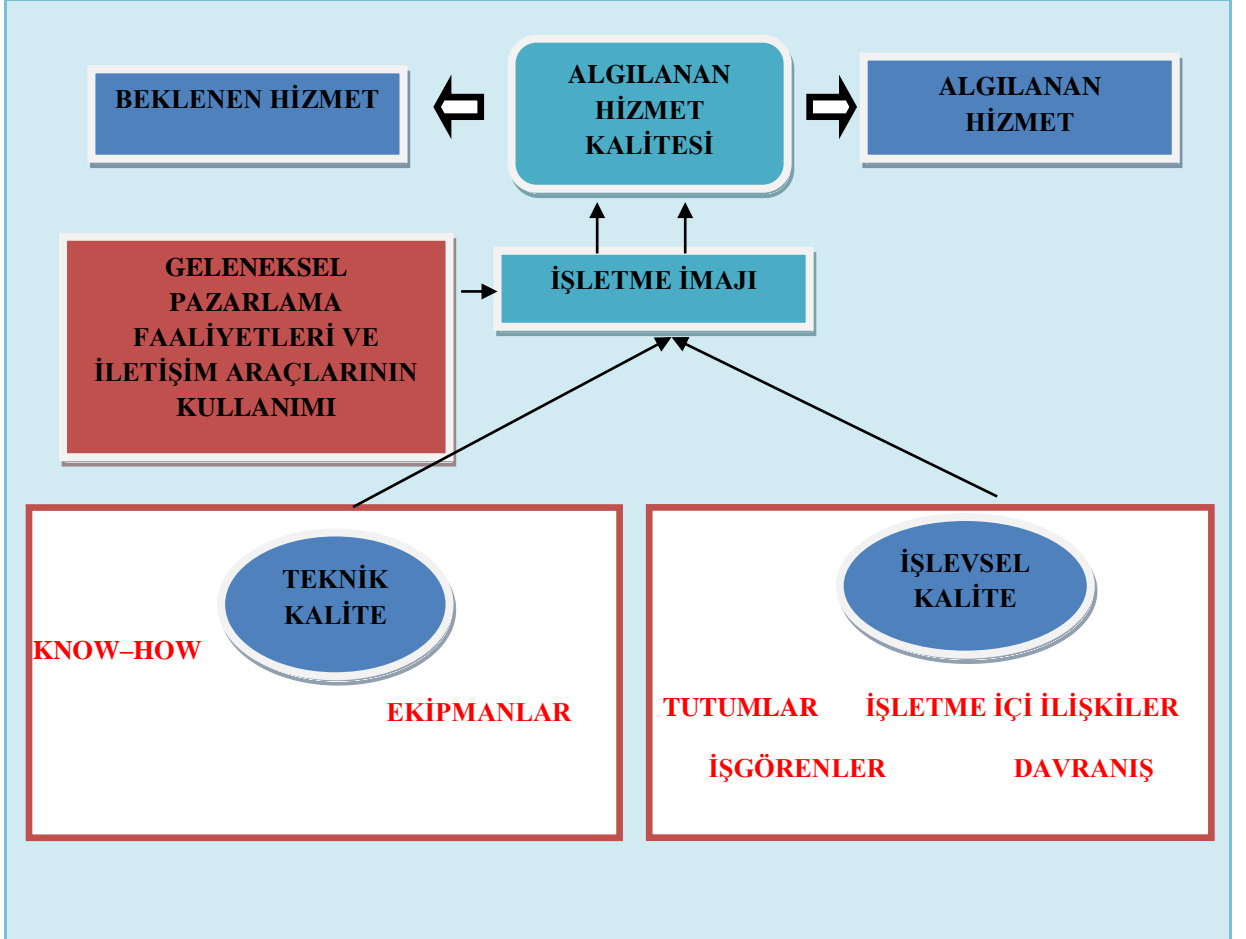 BEKLENEN HİZMET
ALGILANAN
HİZMET
KALİTESİ
ALGILANAN
HİZMET
GELENEKSEL
PAZARLAMA
FAALİYETLERİ VE
İLETİŞİM ARAÇLARININ
KULLANIMI
İŞLETME İMAJI
TEKNİK
KALİTE
KNOW–HOW
EKİPMANLAR
İŞLEVSEL
KALİTE
TUTUMLAR
İŞLETME İÇİ İLİŞKİLER
İŞGÖRENLER
DAVRANIŞ